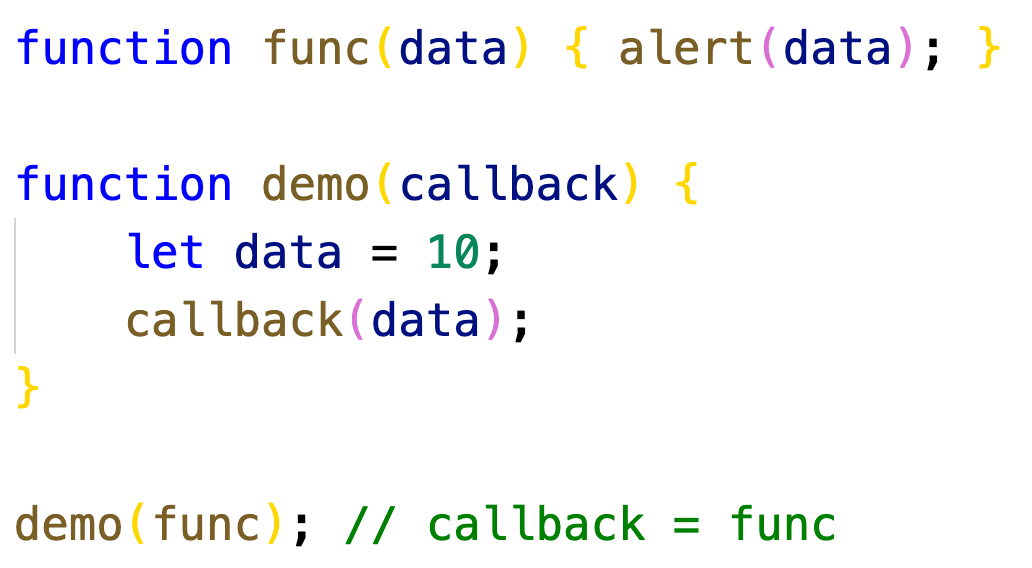 function func(data) { alert(data); }
function demo(callback) {
    let data = 10;
    callback(data);
}
demo(func); // callback = func